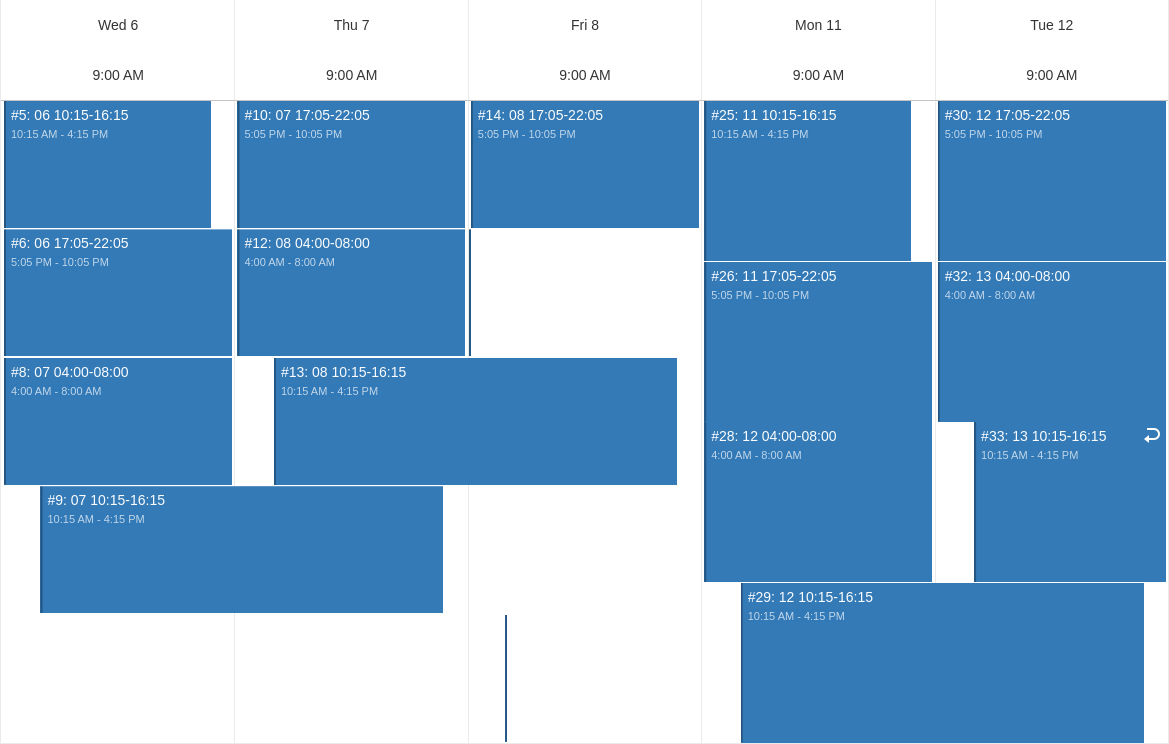 Wed 6
Thu 7
Fri 8
Mon 11
Tue 12
9:00 AM
9:00 AM
9:00 AM
9:00 AM
9:00 AM
#5: 06 10:15-16:15
10:15 AM - 4:15 PM
#10: 07 17:05-22:05
5:05 PM - 10:05 PM
#14: 08 17:05-22:05
5:05 PM - 10:05 PM
#25: 11 10:15-16:15
10:15 AM - 4:15 PM
#30: 12 17:05-22:05
5:05 PM - 10:05 PM
#6: 06 17:05-22:05
5:05 PM - 10:05 PM
#12: 08 04:00-08:00
4:00 AM - 8:00 AM
#26: 11 17:05-22:05
5:05 PM - 10:05 PM
#32: 13 04:00-08:00
4:00 AM - 8:00 AM
#8: 07 04:00-08:00
4:00 AM - 8:00 AM
#13: 08 10:15-16:15
10:15 AM - 4:15 PM
#28: 12 04:00-08:00
4:00 AM - 8:00 AM
#33: 13 10:15-16:15
10:15 AM - 4:15 PM
#9: 07 10:15-16:15
10:15 AM - 4:15 PM
#29: 12 10:15-16:15
10:15 AM - 4:15 PM